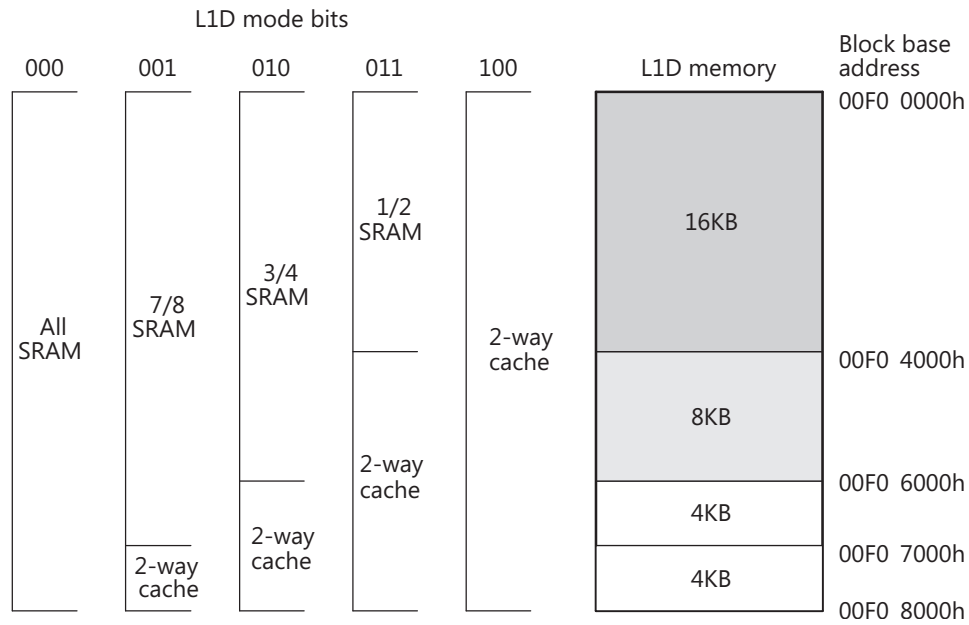 L1D mode bits
000 001 010 011 100 L1D memory
Block base
address
00F0 0000h
All
SRAM
7/8
SRAM
2-way
cache
3/4
SRAM
2-way
cache
1/2
SRAM
2-way
cache
2-way
cache
16KB
00F0 4000h
8KB
00F0 6000h
4KB
00F0 7000h
4KB
00F0 8000h